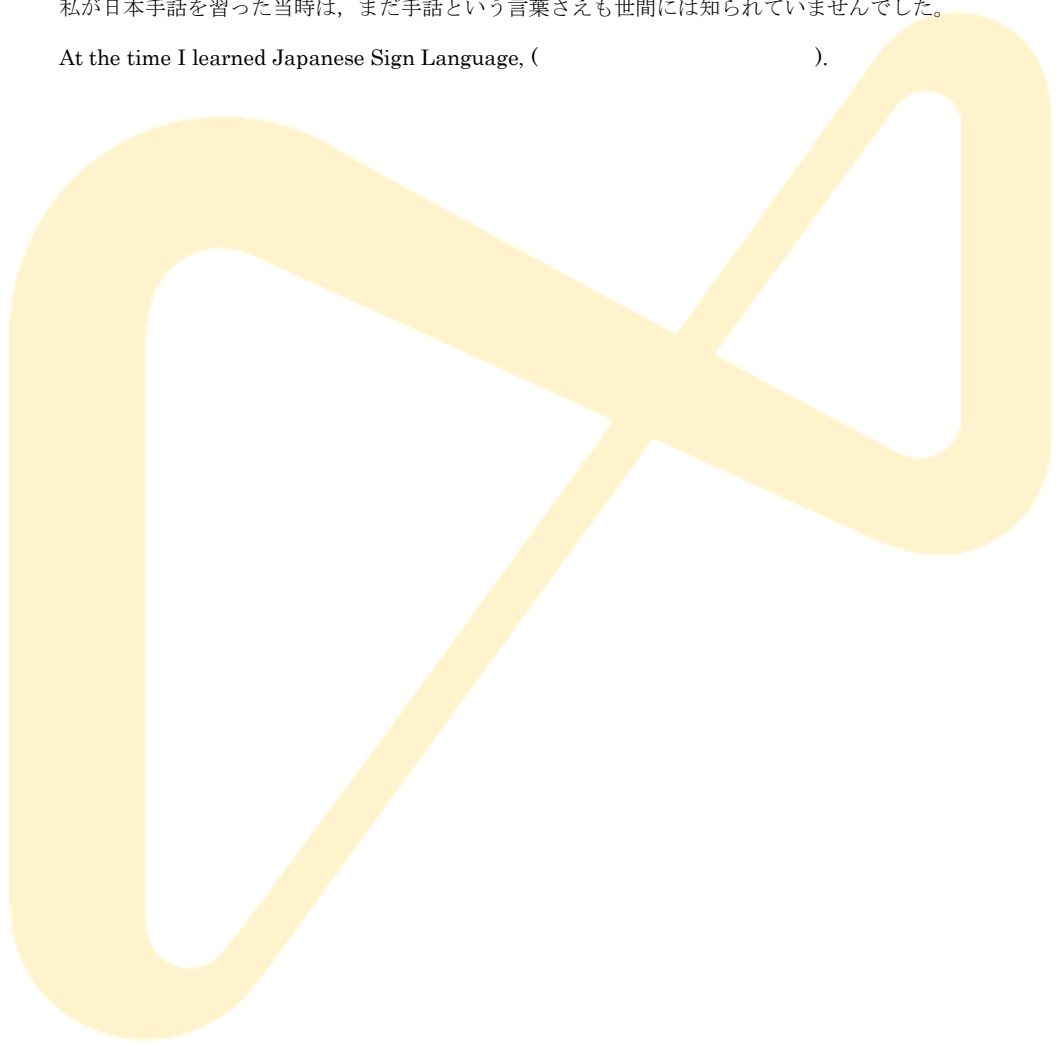 私が日本手話を習った当時は，まだ手話という言葉さえも世間には知られていませんでした。
At the time I learned Japanese Sign Language, ( ).